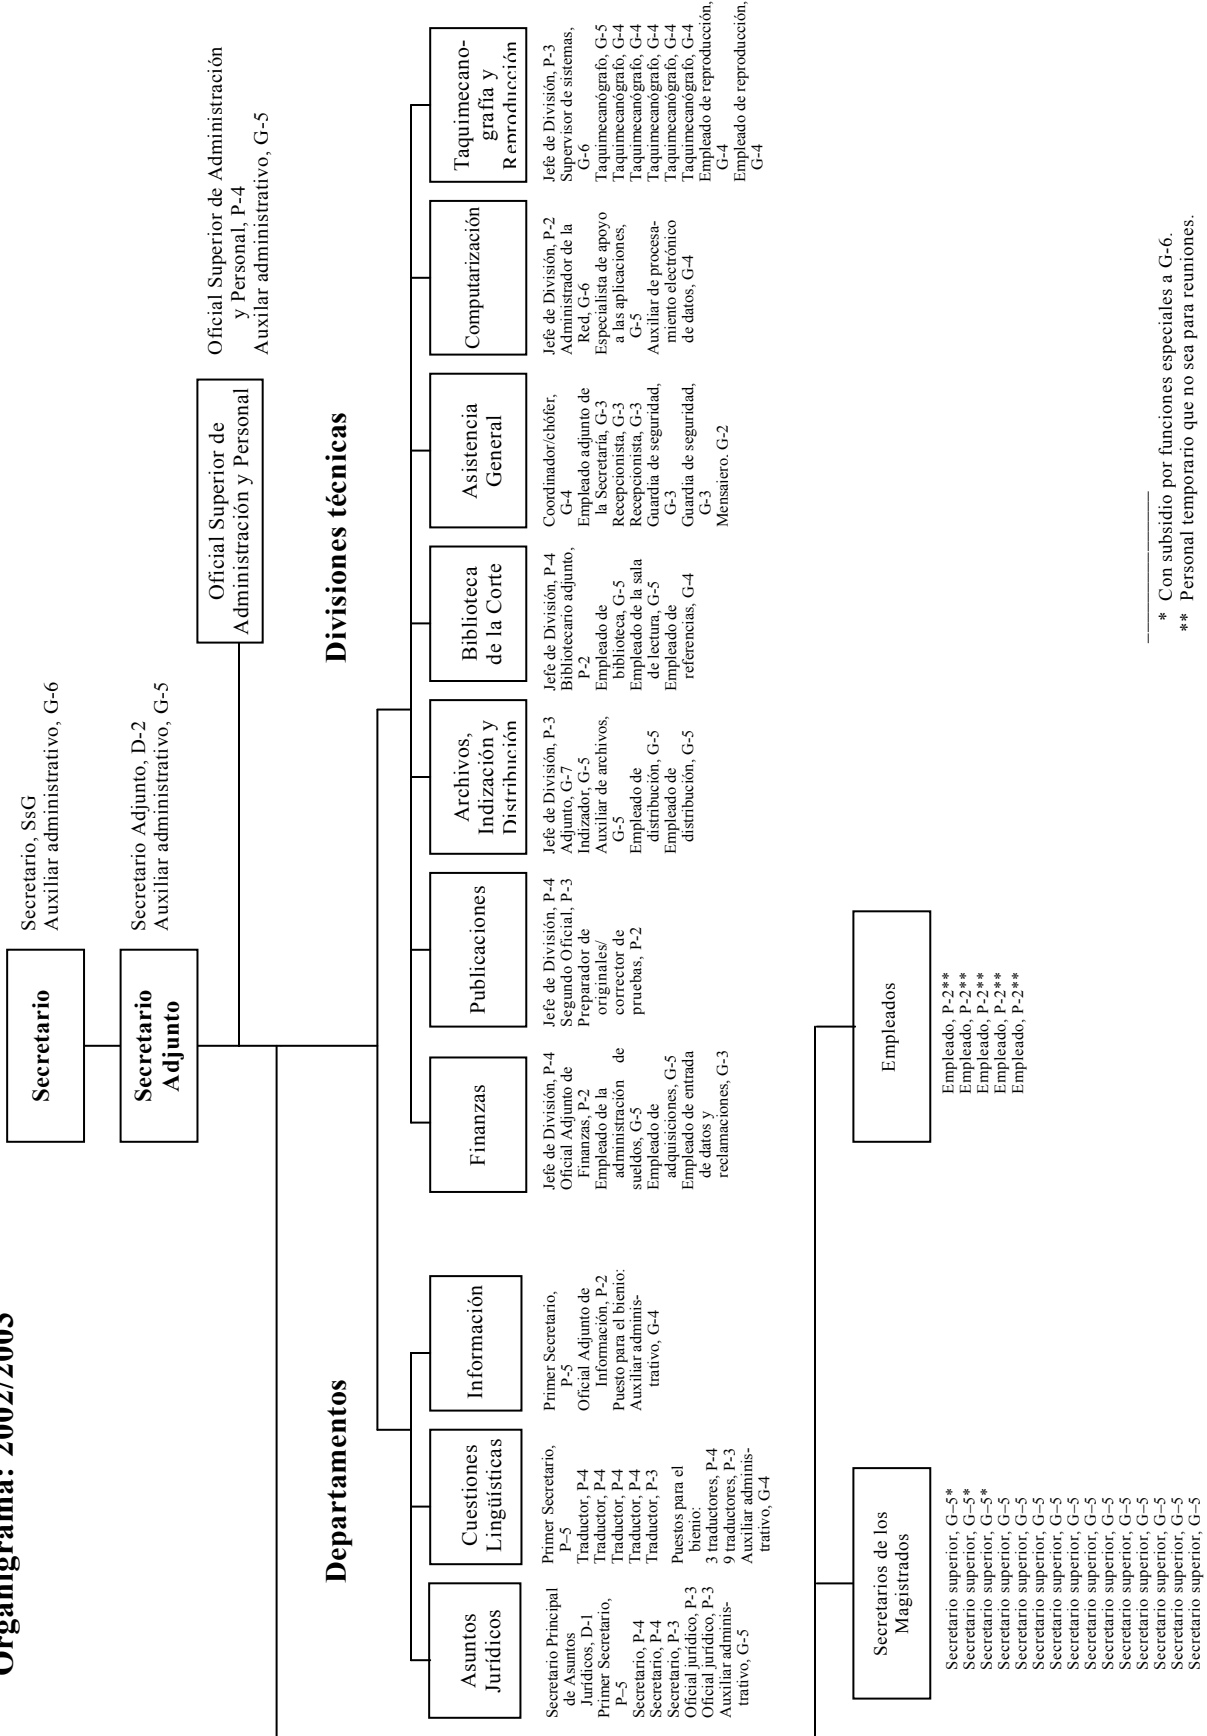 Organigrama: 2002/2003
Secretario
Secretario, SsG
Auxiliar administrativo, G-6
Secretario
Adjunto
Secretario Adjunto, D-2
Auxiliar administrativo, G-5
Oficial Superior de
Administración y Personal
Oficial Superior de Administración
y Personal, P-4
Auxilar administrativo, G-5
Departamentos
Divisiones técnicas
Asuntos
Jurídicos
Secretario Principal
de Asuntos
Jurídicos, D-1
Primer Secretario,
P–5
Secretario, P-4
Secretario, P-4
Secretario, P-3
Oficial jurídico, P-3
Oficial jurídico, P-3
Auxiliar adminis-
trativo, G-5
Cuestiones
Lingüísticas
Primer Secretario,
P–5
Traductor, P-4
Traductor, P-4
Traductor, P-4
Traductor, P-4
Traductor, P-3
Puestos para el
bienio:
3 traductores, P-4
9 traductores, P-3
Auxiliar adminis-
trativo, G-4
Información
Primer Secretario,
P-5
Oficial Adjunto de
Información, P-2
Puesto para el bienio:
Auxiliar adminis-
trativo, G-4
Finanzas
Jefe de División, P-4
Oficial Adjunto de
Finanzas, P-2
Empleado de la
administración de
sueldos, G-5
Empleado de
adquisiciones, G-5
Empleado de entrada
de datos y
reclamaciones, G-3
Publicaciones
Jefe de División, P-4
Segundo Oficial, P-3
Preparador de
originales/
corrector de
pruebas, P-2
Archivos,
Indización y
Distribución
Jefe de División, P-3
Adjunto, G-7
Indizador, G-5
Auxiliar de archivos,
G-5
Empleado de
distribución, G-5
Empleado de
distribución, G-5
Biblioteca
de la Corte
Jefe de División, P-4
Bibliotecario adjunto,
P-2
Empleado de
biblioteca, G-5
Empleado de la sala
de lectura, G-5
Empleado de
referencias, G-4
Asistencia
General
Coordinador/chófer,
G-4
Empleado adjunto de
la Secretaría, G-3
Recepcionista, G-3
Recepcionista, G-3
Guardia de seguridad,
G-3
Guardia de seguridad,
G-3
Mensajero. G-2
Computarización
Jefe de División, P-2
Administrador de la
Red, G-6
Especialista de apoyo
a las aplicaciones,
G-5
Auxiliar de procesa-
miento electrónico
de datos, G-4
Taquimecano-
grafía y
Reproducción
Jefe de División, P-3
Supervisor de sistemas,
G-6
Taquimecanógrafo, G-5
Taquimecanógrafo, G-4
Taquimecanógrafo, G-4
Taquimecanógrafo, G-4
Taquimecanógrafo, G-4
Taquimecanógrafo, G-4
Empleado de reproducción,
G-4
Empleado de reproducción,
G-4
Secretarios de los
Magistrados
Secretario superior, G–5*
Secretario superior, G–5*
Secretario superior, G–5*
Secretario superior, G–5
Secretario superior, G–5
Secretario superior, G–5
Secretario superior, G–5
Secretario superior, G–5
Secretario superior, G–5
Secretario superior, G–5
Secretario superior, G–5
Secretario superior, G–5
Secretario superior, G–5
Secretario superior, G–5
Secretario superior, G–5
Empleados
Empleado, P-2**
Empleado, P-2**
Empleado, P-2**
Empleado, P-2**
Empleado, P-2**
* Con subsidio por funciones especiales a G-6.
** Personal temporario que no sea para reuniones.